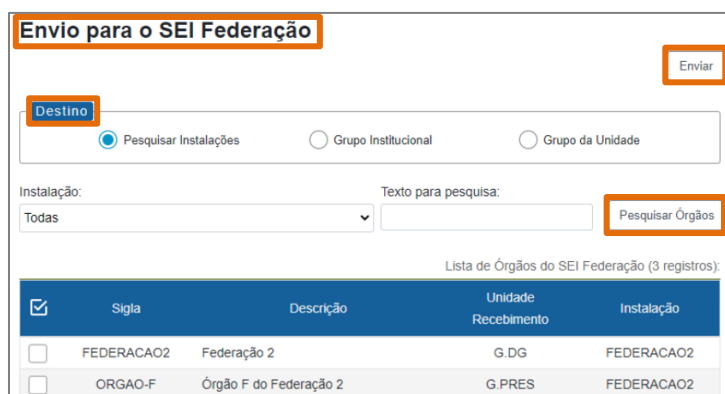 Envio para o SEI Federação
Enviar
Destino
Pesquisar Instalações Grupo Institucional Grupo da Unidade
Instalação: Texto para pesquisa:
Todas Pesquisar Órgãos
Lista de Órgãos do SEI Federação (3 registros):
Sigla Descrição Unidade Recebimento Instalação
FEDERACAO2 Federação 2 G.DG FEDERACAO2
ORGAO-F Órgão F do Federação 2 G.PRES FEDERACAO2